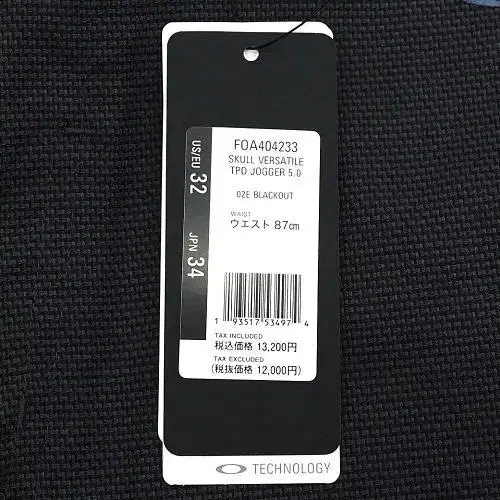 FOA404233
SKULL VERSATILE
TPD JOGGER 5.0
02E BLACKOUT
US/EU 32
JPN 34
WAIST
ウエスト 87cm
1 93517 53497 4
TAX INCLUDED
税込価格 13,200円
TAX EXCLUDED
(税抜価格 12,000円)
TECHNOLOGY